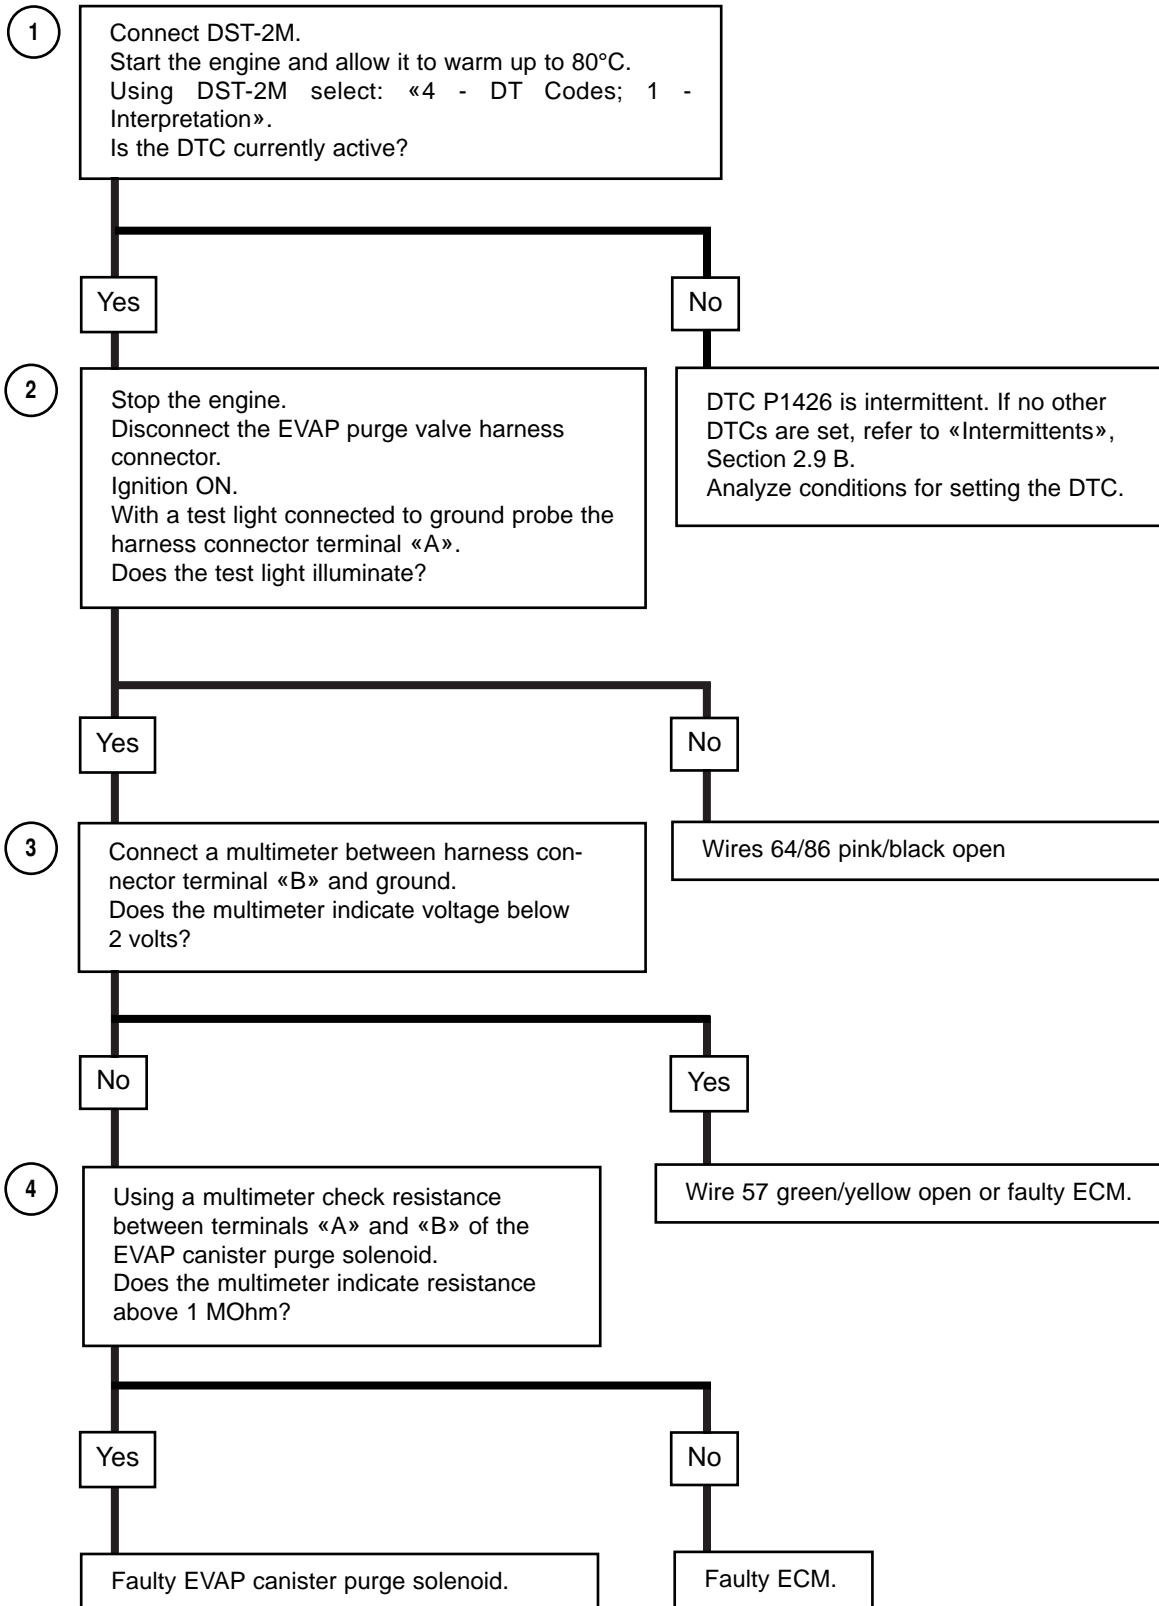 1
Connect DST-2M.
Start the engine and allow it to warm up to 80°C.
Using DST-2M select: «4 - DT Codes; 1 -
Interpretation».
Is the DTC currently active?
Yes
No
2
Stop the engine.
Disconnect the EVAP purge valve harness
connector.
Ignition ON.
With a test light connected to ground probe the
harness connector terminal «A».
Does the test light illuminate?
DTC P1426 is intermittent. If no other
DTCs are set, refer to «Intermittents»,
Section 2.9 B.
Analyze conditions for setting the DTC.
Yes
No
3
Connect a multimeter between harness con-
nector terminal «B» and ground.
Does the multimeter indicate voltage below
2 volts?
Wires 64/86 pink/black open
No
Yes
4
Using a multimeter check resistance
between terminals «A» and «B» of the
EVAP canister purge solenoid.
Does the multimeter indicate resistance
above 1 MOhm?
Wire 57 green/yellow open or faulty ECM.
Yes
No
Faulty EVAP canister purge solenoid.
Faulty ECM.